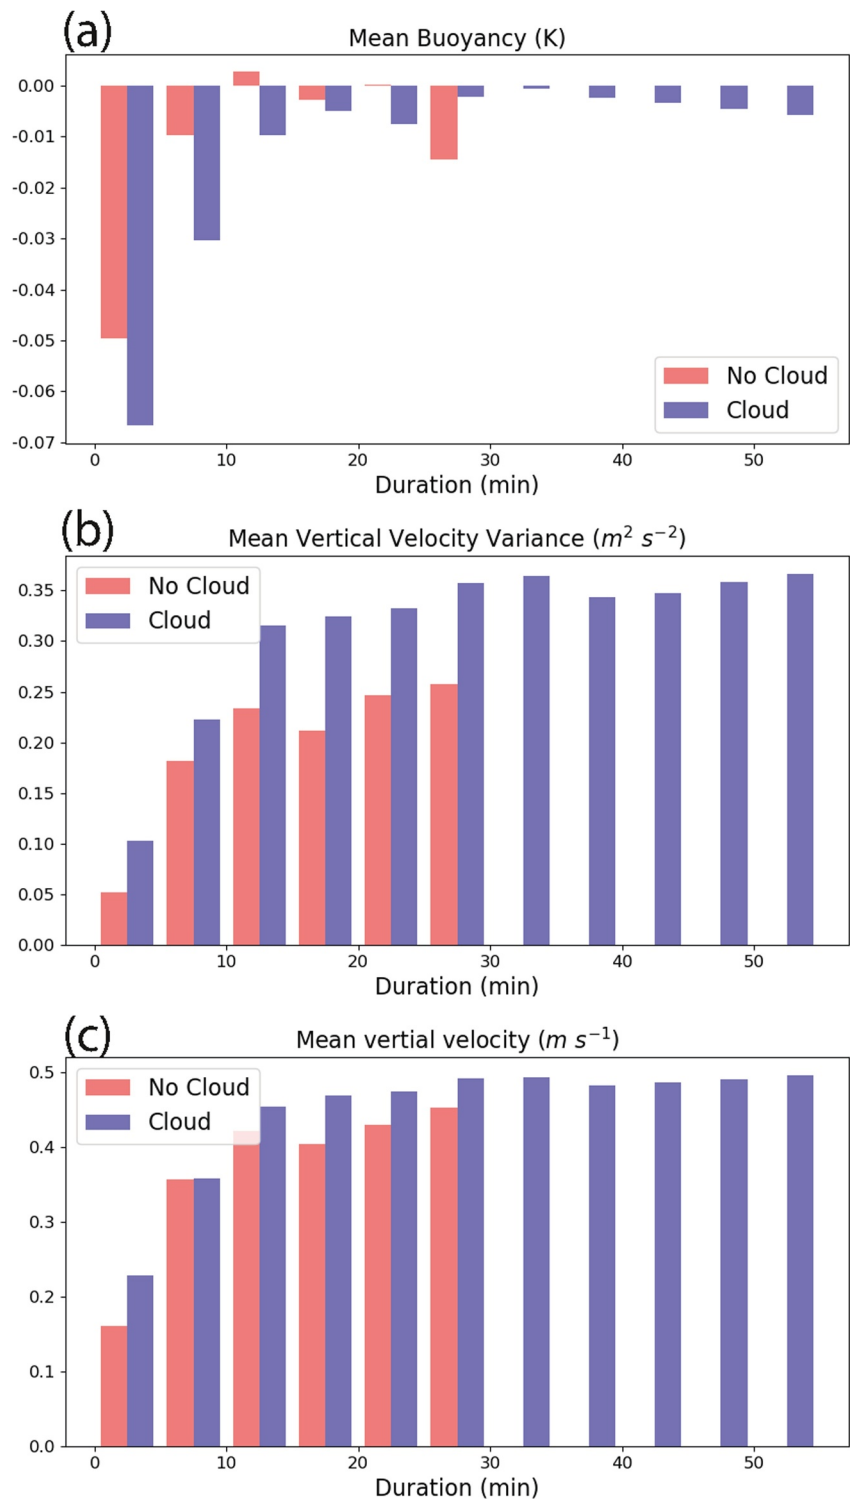 (a)
Mean Buoyancy (K)
0.00
-0.01
-0.02
-0.03
-0.04
-0.05
-0.06
-0.07
No Cloud
Cloud
0 10 20 30 40 50
Duration (min)
(b)
Mean Vertical Velocity Variance (m² s⁻²)
0.35
0.30
0.25
0.20
0.15
0.10
0.05
0.00
No Cloud
Cloud
0 10 20 30 40 50
Duration (min)
(c)
Mean vertial velocity (m s⁻¹)
0.5
0.4
0.3
0.2
0.1
0.0
No Cloud
Cloud
0 10 20 30 40 50
Duration (min)